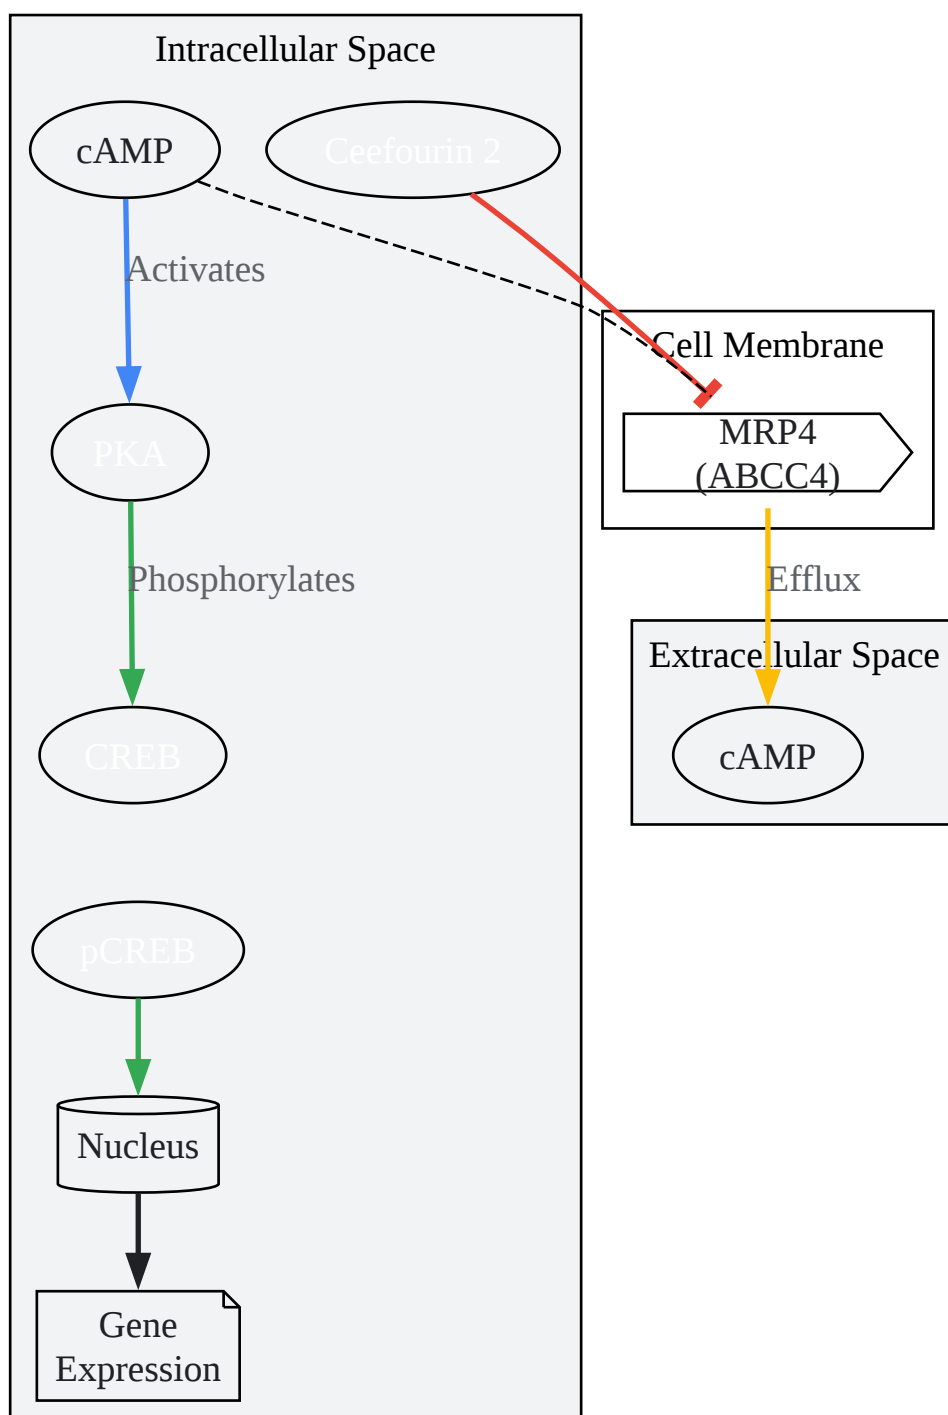 Intracellular Space
cAMP
Ceefourin 2
Activates
Cell Membrane
MRP4
(ABCC4)
PKA
Phosphorylates
Efflux
Extracellular Space
CREB
cAMP
pCREB
Nucleus
Gene
Expression